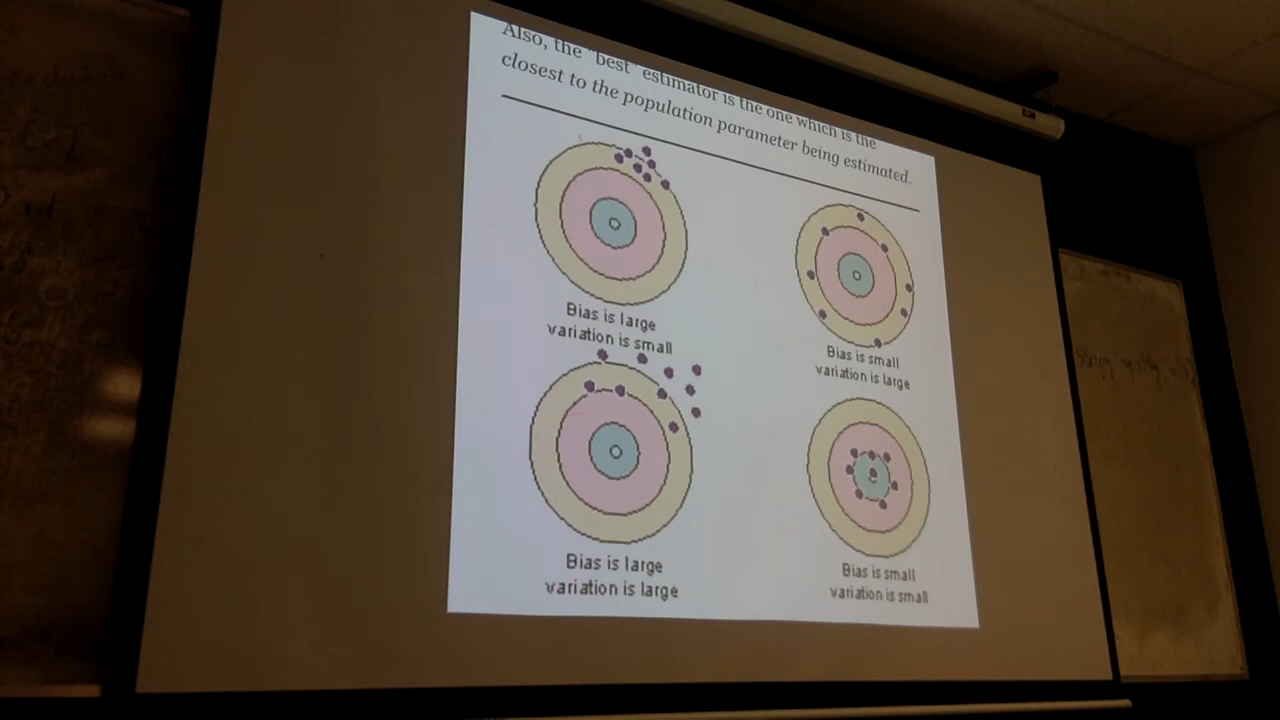 Also, the "best" estimator is the one which is the
closest to the population parameter being estimated.
Bias is large
variation is small
Bias is small
variation is large
Bias is large
variation is large
Bias is small
variation is small